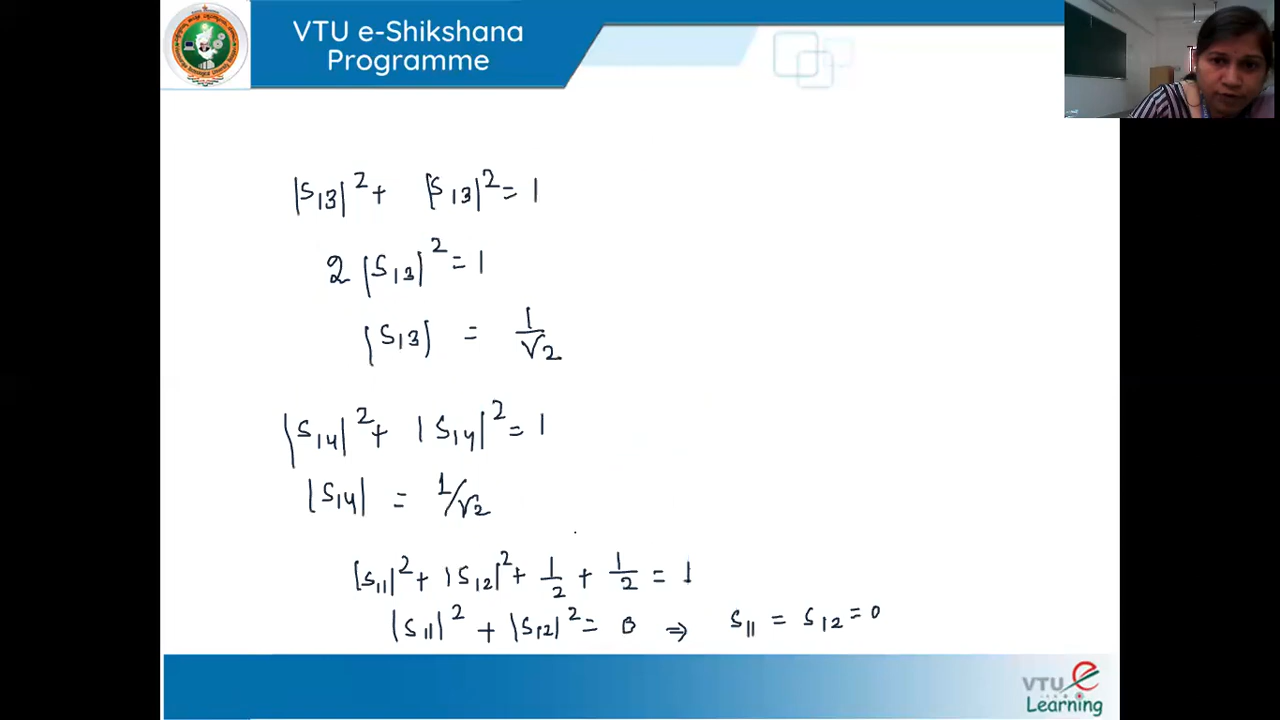 VTU e-Shikshana
Programme
|S₁₃|² + |S₁₃|² = 1
2 |S₁₃|² = 1
|S₁₃| = 1/√2
|S₁₄|² + |S₁₄|² = 1
|S₁₄| = 1/√2
|S₁₁|² + |S₁₂|² + 1/2 + 1/2 = 1
|S₁₁|² + |S₁₂|² = 0 ⇒ S₁₁ = S₁₂ = 0
VTU e
Learning